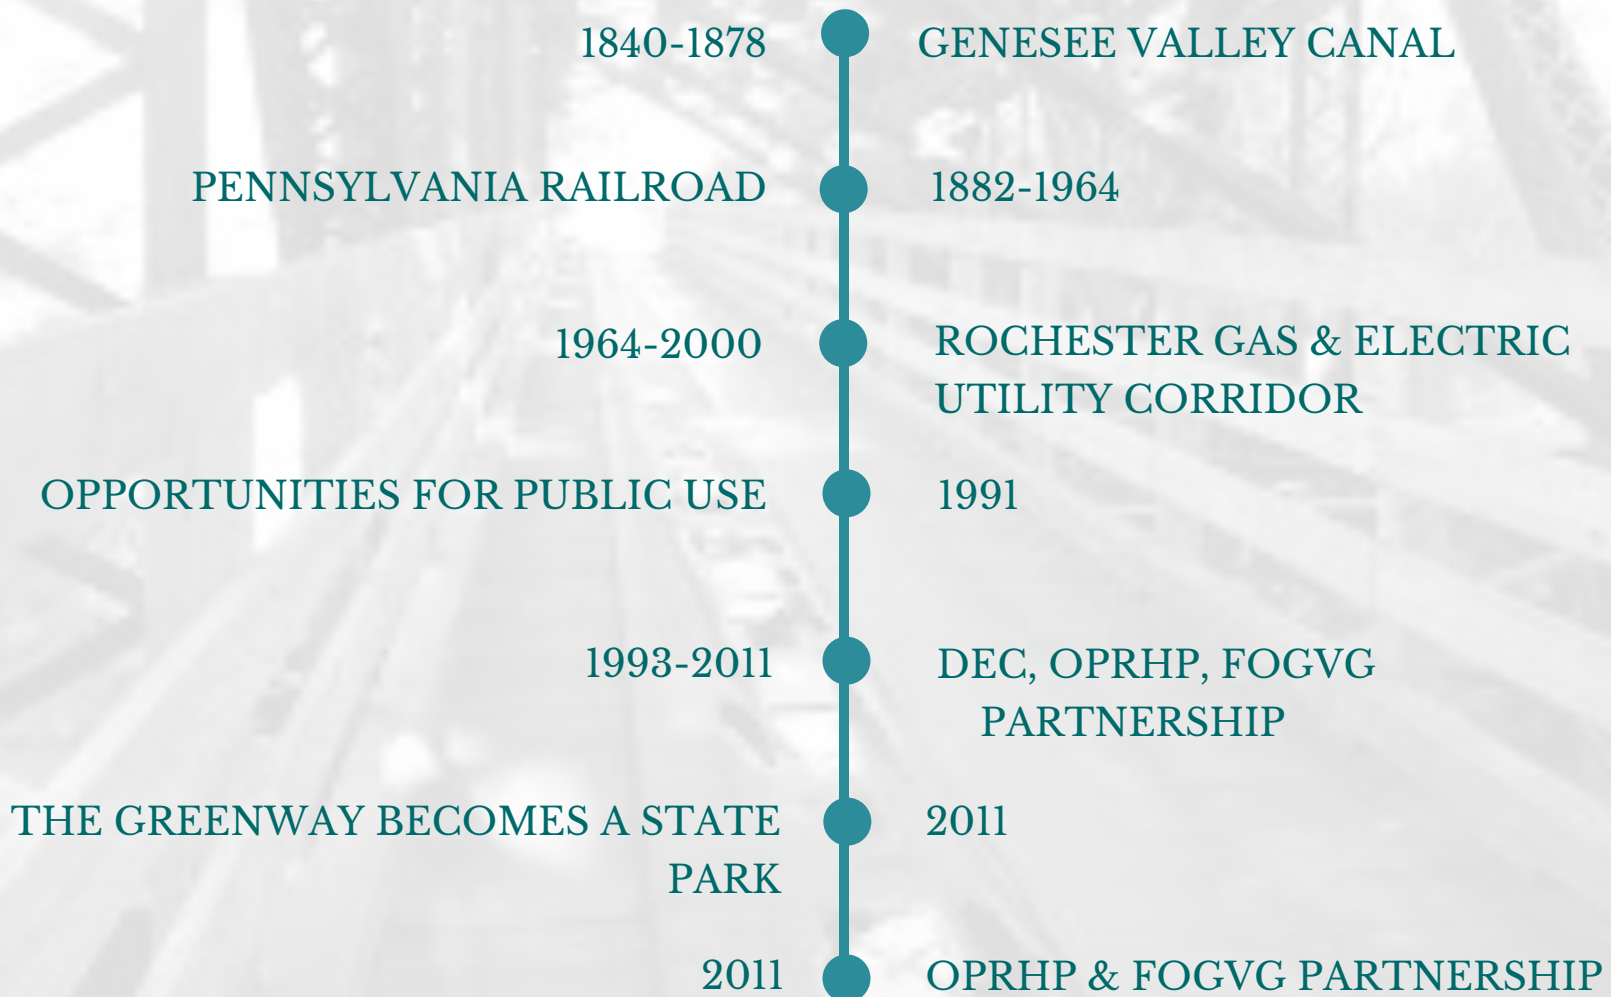 1840-1878 GENESEE VALLEY CANAL
PENNSYLVANIA RAILROAD 1882-1964
1964-2000 ROCHESTER GAS & ELECTRIC
UTILITY CORRIDOR
OPPORTUNITIES FOR PUBLIC USE 1991
1993-2011 DEC, OPRHP, FOGVG
PARTNERSHIP
THE GREENWAY BECOMES A STATE 2011
PARK
2011 OPRHP & FOGVG PARTNERSHIP